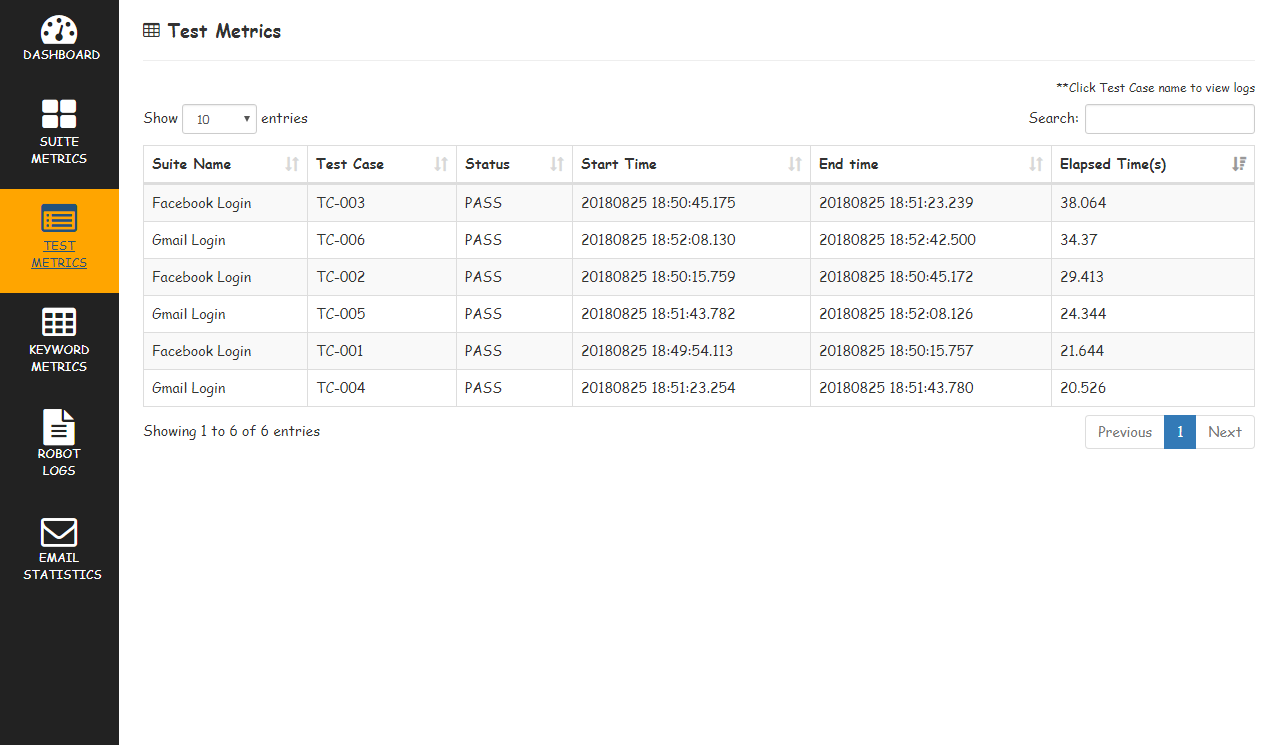 DASHBOARD
SUITE
METRICS
TEST
METRICS
KEYWORD
METRICS
ROBOT
LOGS
EMAIL
STATISTICS
Test Metrics
**Click Test Case name to view logs
Show 10 entries Search:
Suite Name Test Case Status Start Time End time Elapsed Time(s)
Facebook Login TC-003 PASS 20180825 18:50:45.175 20180825 18:51:23.239 38.064
Gmail Login TC-006 PASS 20180825 18:52:08.130 20180825 18:52:42.500 34.37
Facebook Login TC-002 PASS 20180825 18:50:15.759 20180825 18:50:45.172 29.413
Gmail Login TC-005 PASS 20180825 18:51:43.782 20180825 18:52:08.126 24.344
Facebook Login TC-001 PASS 20180825 18:49:54.113 20180825 18:50:15.757 21.644
Gmail Login TC-004 PASS 20180825 18:51:23.254 20180825 18:51:43.780 20.526
Showing 1 to 6 of 6 entries Previous 1 Next